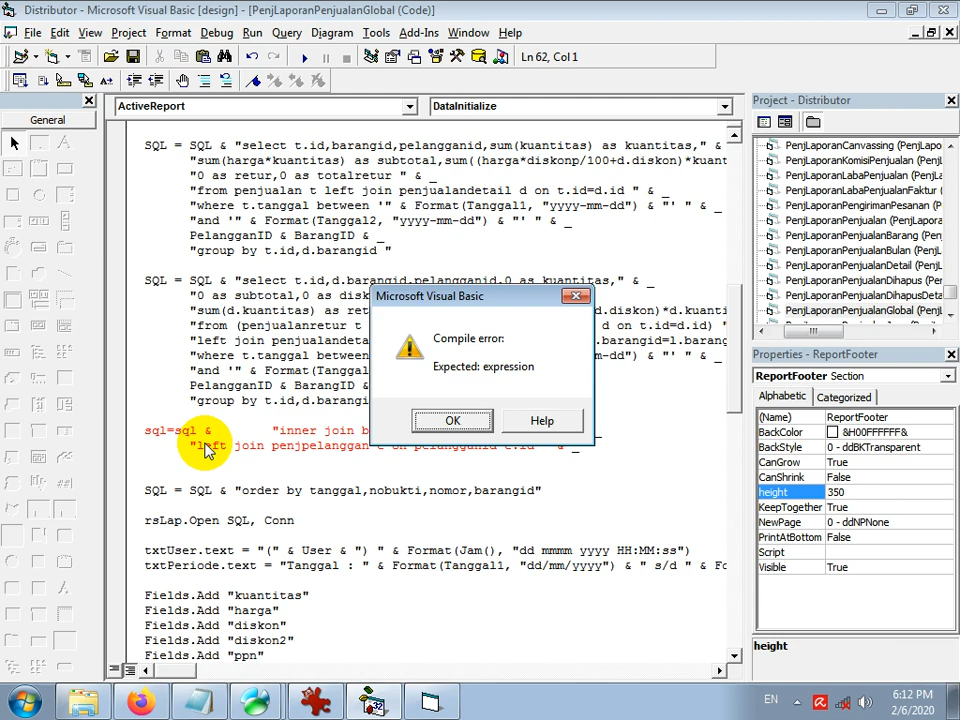 Distributor - Microsoft Visual Basic [design] - [PenjLaporanPenjualanGlobal (Code)]
File Edit View Project Format Debug Run Query Diagram Tools Add-Ins Window Help
Ln 62, Col 1
General
ActiveReport
DataInitialize
SQL = SQL & "select t.id,barangid,pelangganid,sum(kuantitas) as kuantitas," & _
"sum(harga*kuantitas) as subtotal,sum((harga*diskonp/100+d.diskon)*kuant
"0 as retur,0 as totalretur " & _
"from penjualan t left join penjualandetail d on t.id=d.id " & _
"where t.tanggal between '" & Format(Tanggal1, "yyyy-mm-dd") & "' " & _
"and '" & Format(Tanggal2, "yyyy-mm-dd") & "' " & _
PelangganID & BarangID & _
"group by t.id,d.barangid "
SQL = SQL & "select t.id,d.barangid,pelangganid,0 as kuantitas," & _
"0 as subtotal,0 as disk
"sum(d.kuantitas) as ret d.diskon)*d.kuant
"from (penjualanretur t d on t.id=d.id) "
"left join penjualandeta .barangid=l.barang
"where t.tanggal between m-dd") & "' " & _
"and '" & Format(Tanggal
PelangganID & BarangID &
"group by t.id,d.barangi
sql=sql & "inner join b _
"left join penjpelanggan c on pelangganid=c.id " & _
SQL = SQL & "order by tanggal,nobukti,nomor,barangid"
rsLap.Open SQL, Conn
txtUser.text = "(" & User & ") " & Format(Jam(), "dd mmmm yyyy HH:MM:ss")
txtPeriode.text = "Tanggal : " & Format(Tanggal1, "dd/mm/yyyy") & " s/d " & Fo
Fields.Add "kuantitas"
Fields.Add "harga"
Fields.Add "diskon"
Fields.Add "diskon2"
Fields.Add "ppn"
Microsoft Visual Basic
Compile error:
Expected: expression
OK Help
Project - Distributor
PenjLaporanCanvassing (PenjLapo
PenjLaporanKomisiPenjualan (Penj
PenjLaporanLabaPenjualan (PenjL
PenjLaporanLabaPenjualanFaktur (
PenjLaporanPengirimanPesanan (P
PenjLaporanPenjualan (PenjLapora
PenjLaporanPenjualanBarang (Pen
PenjLaporanPenjualanBulan (PenjL
PenjLaporanPenjualanDetail (PenjL
PenjLaporanPenjualanDihapus (Pe
PenjLaporanPenjualanDihapusDeta
PenjLaporanPenjualanGlobal (PenjL
Properties - ReportFooter
ReportFooter Section
Alphabetic Categorized
(Name) ReportFooter
BackColor &H00FFFFFF&
BackStyle 0 - ddBKTransparent
CanGrow True
CanShrink False
height 350
KeepTogether True
NewPage 0 - ddNPNone
PrintAtBottom False
Script
Visible True
height
EN
6:12 PM
2/6/2020